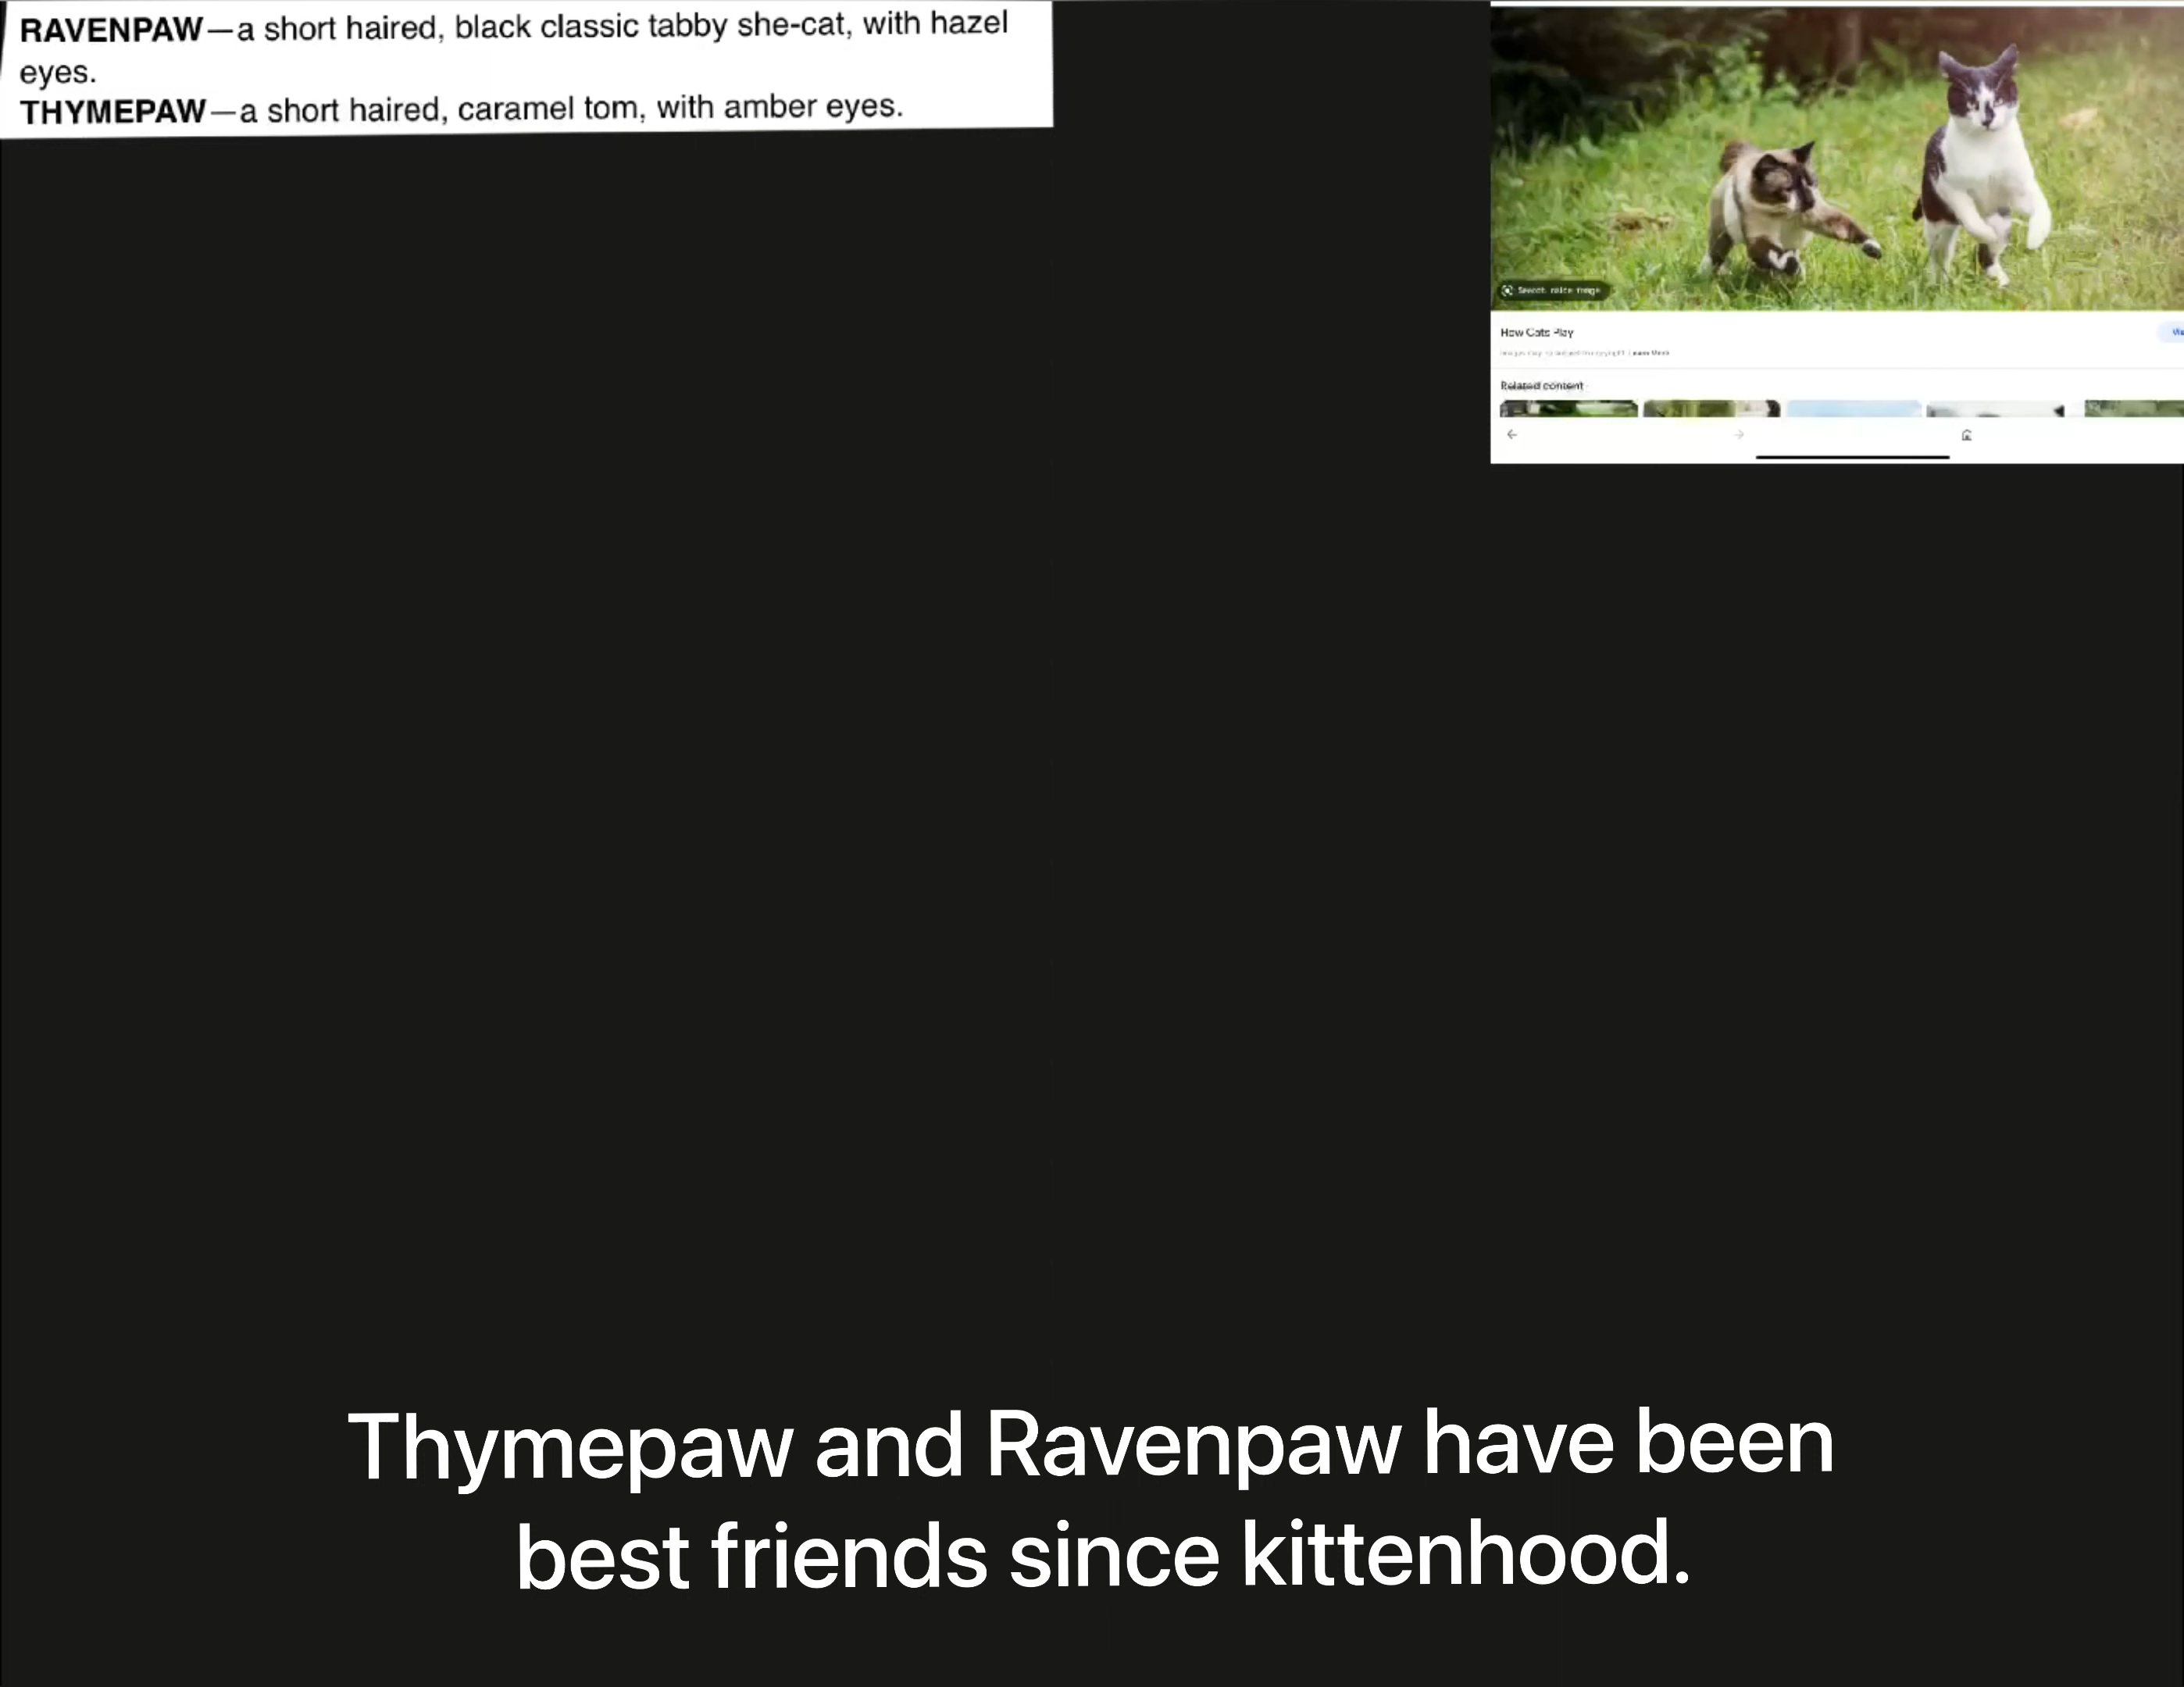 RAVENPAW—a short haired, black classic tabby she-cat, with hazel
eyes.
THYMEPAW—a short haired, caramel tom, with amber eyes.
How Cats Play
Related content
Thymepaw and Ravenpaw have been
best friends since kittenhood.